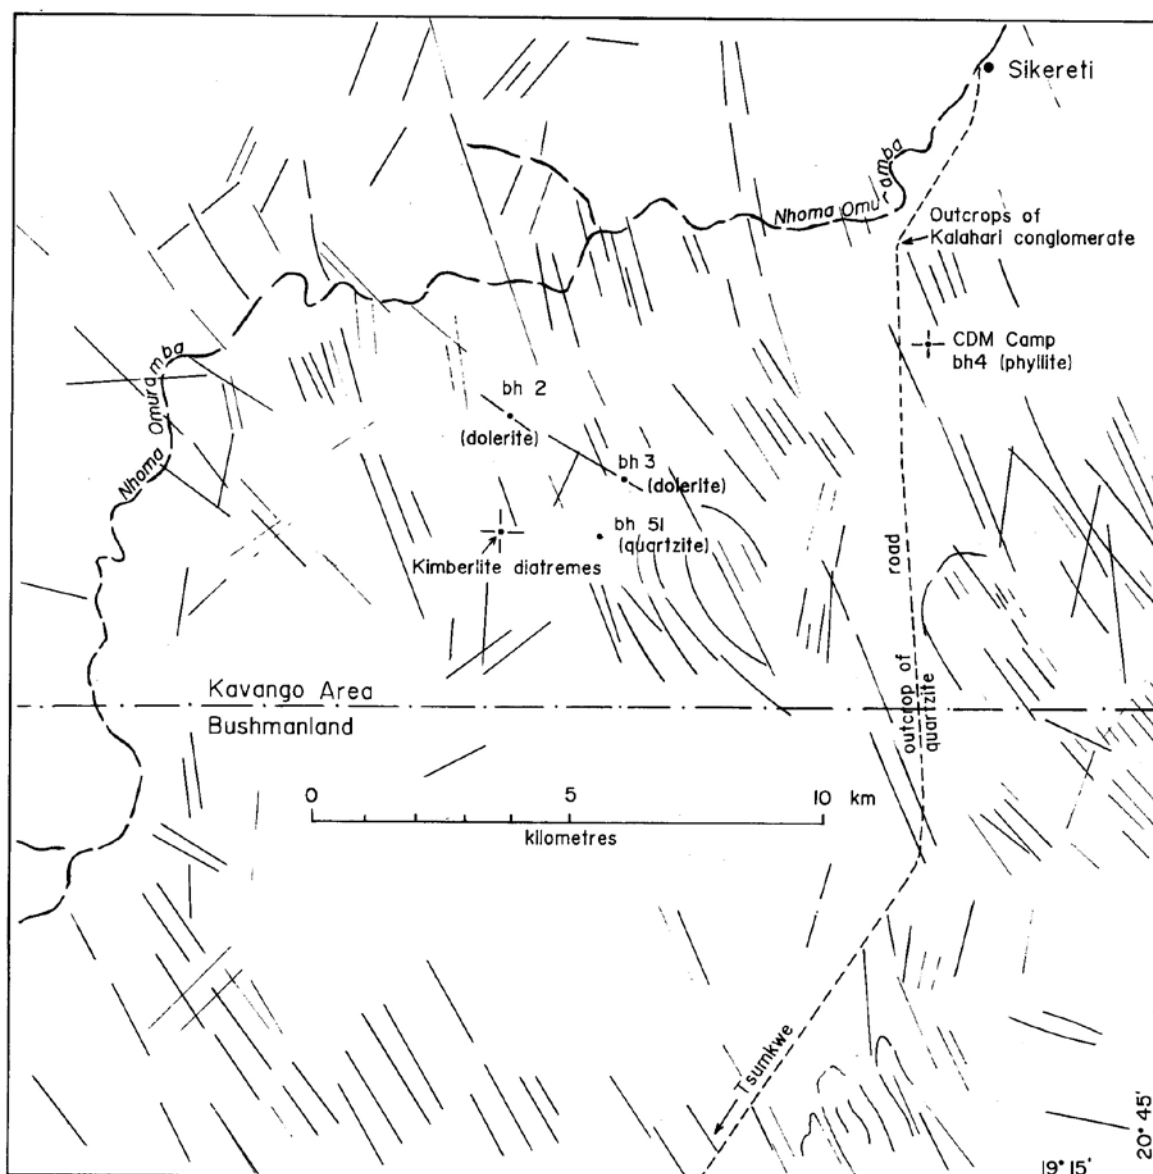 Sikereti
Nhoma Omuramba
Outcrops of
Kalahari conglomerate
CDM Camp
bh4 (phyllite)
Nhoma Omuramba
bh 2
(dolerite)
bh 3
(dolerite)
bh 51
(quartzite)
Kimberlite diatremes
road
outcrop of
quartzite
Kavango Area
Bushmanland
0 5 10 km
kilometres
Tsumkwe
20° 45'
19° 15'